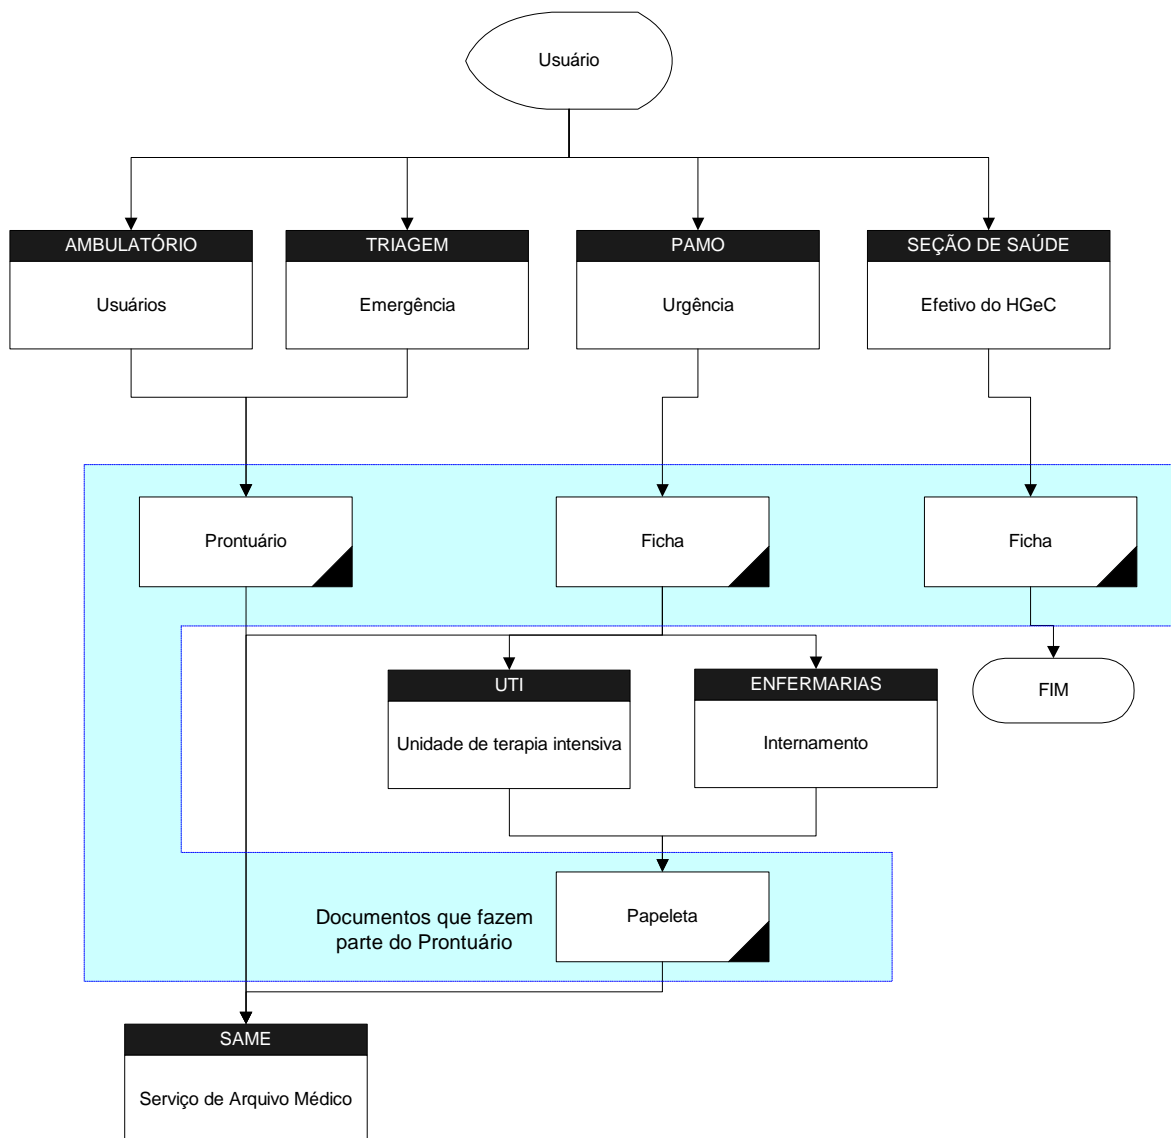 Usuário
AMBULATÓRIO
TRIAGEM
PAMO
SEÇÃO DE SAÚDE
Usuários
Emergência
Urgência
Efetivo do HGeC
Prontuário
Ficha
Ficha
UTI
ENFERMARIAS
FIM
Unidade de terapia intensiva
Internamento
Papeleta
Documentos que fazem
parte do Prontuário
SAME
Serviço de Arquivo Médico